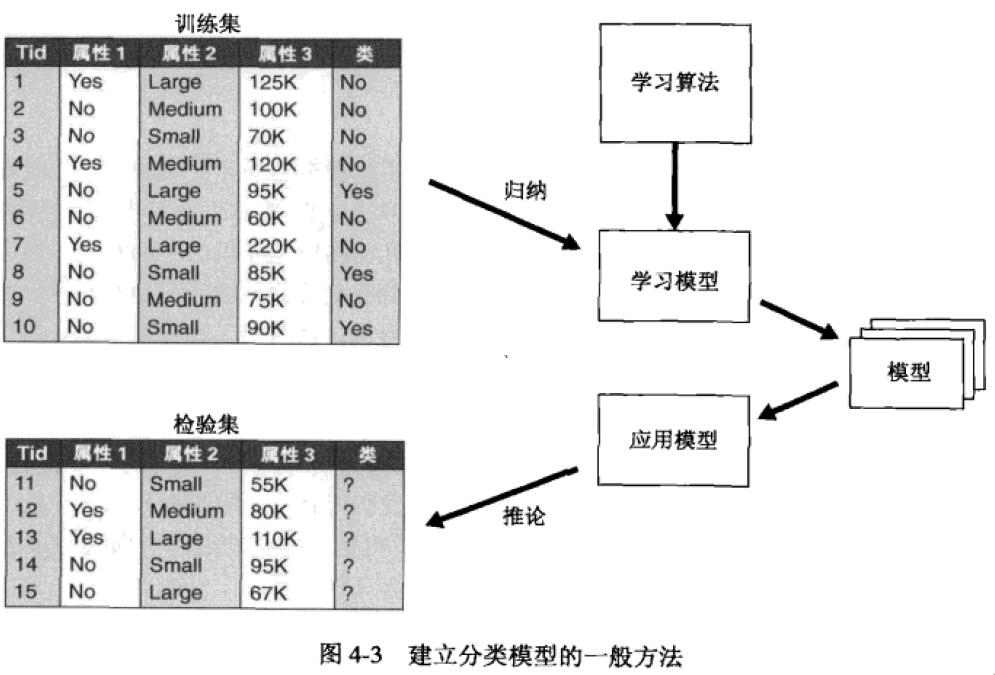 训练集
Tid 属性 1 属性 2 属性 3 类
1 Yes Large 125K No
2 No Medium 100K No
3 No Small 70K No
4 Yes Medium 120K No
5 No Large 95K Yes
6 No Medium 60K No
7 Yes Large 220K No
8 No Small 85K Yes
9 No Medium 75K No
10 No Small 90K Yes
学习算法
归纳
学习模型
模型
应用模型
推论
检验集
Tid 属性 1 属性 2 属性 3 类
11 No Small 55K ?
12 Yes Medium 80K ?
13 Yes Large 110K ?
14 No Small 95K ?
15 No Large 67K ?
图 4-3 建立分类模型的一般方法